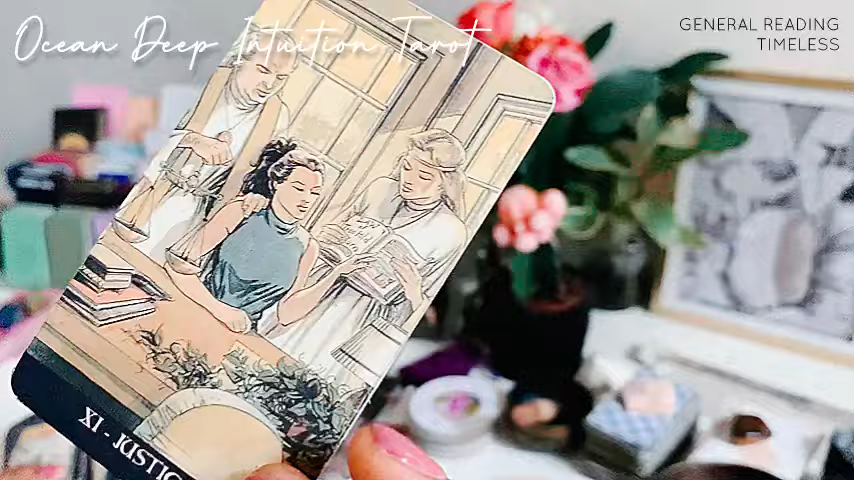 Ocean Deep Intuition Tarot
GENERAL READING
TIMELESS
XI - JUSTIC